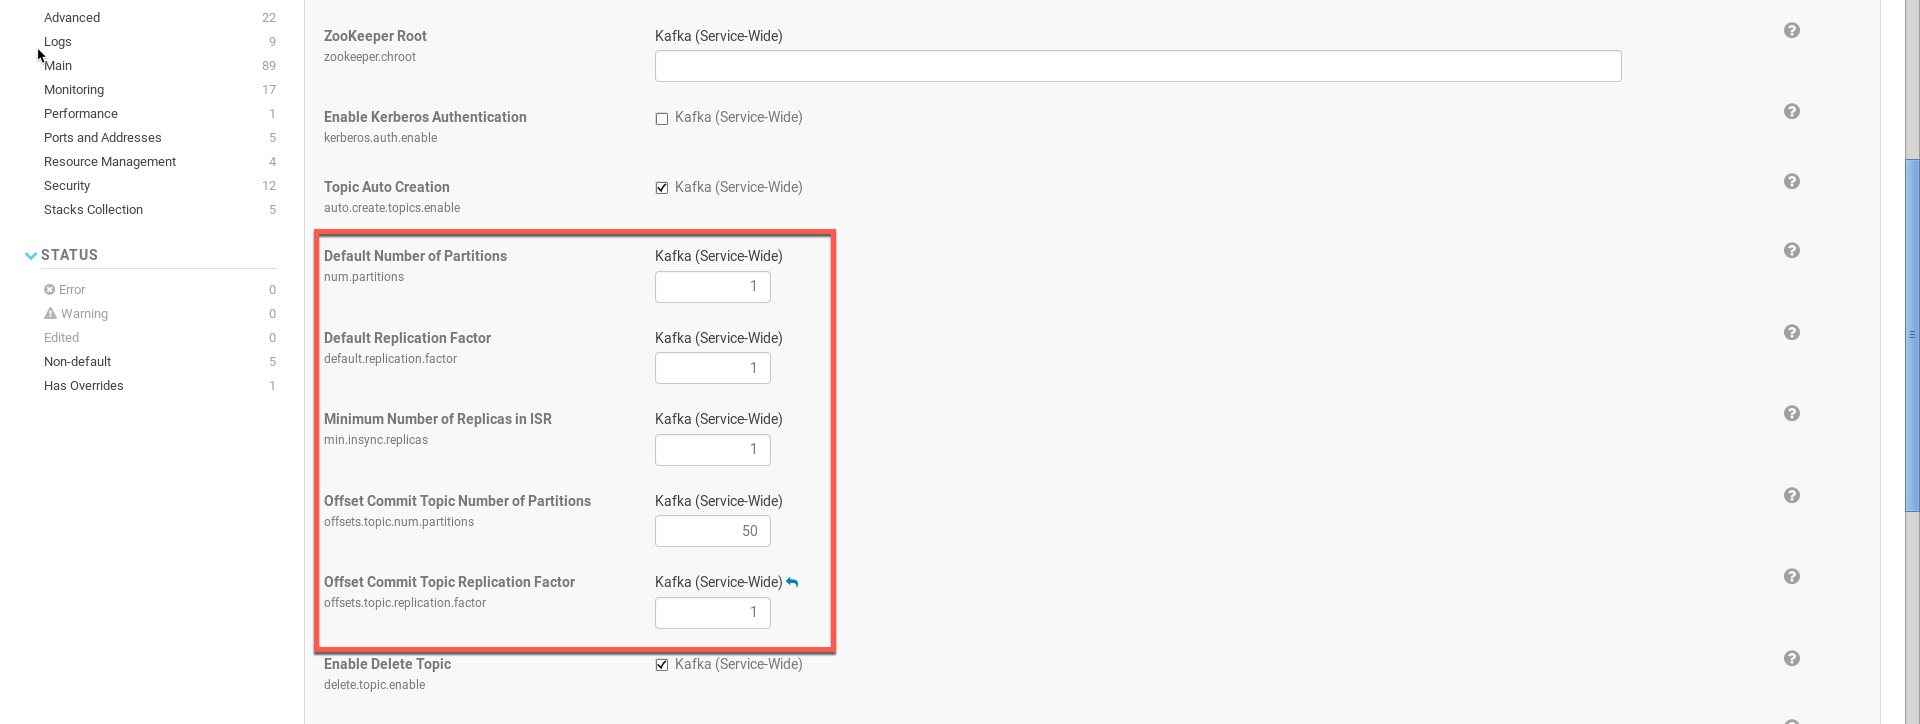 Advanced 22
Logs 9
Main 89
Monitoring 17
Performance 1
Ports and Addresses 5
Resource Management 4
Security 12
Stacks Collection 5
STATUS
Error 0
Warning 0
Edited 0
Non-default 5
Has Overrides 1
ZooKeeper Root Kafka (Service-Wide)
zookeeper.chroot
Enable Kerberos Authentication Kafka (Service-Wide)
kerberos.auth.enable
Topic Auto Creation Kafka (Service-Wide)
auto.create.topics.enable
Default Number of Partitions Kafka (Service-Wide)
num.partitions 1
Default Replication Factor Kafka (Service-Wide)
default.replication.factor 1
Minimum Number of Replicas in ISR Kafka (Service-Wide)
min.insync.replicas 1
Offset Commit Topic Number of Partitions Kafka (Service-Wide)
offsets.topic.num.partitions 50
Offset Commit Topic Replication Factor Kafka (Service-Wide)
offsets.topic.replication.factor 1
Enable Delete Topic Kafka (Service-Wide)
delete.topic.enable